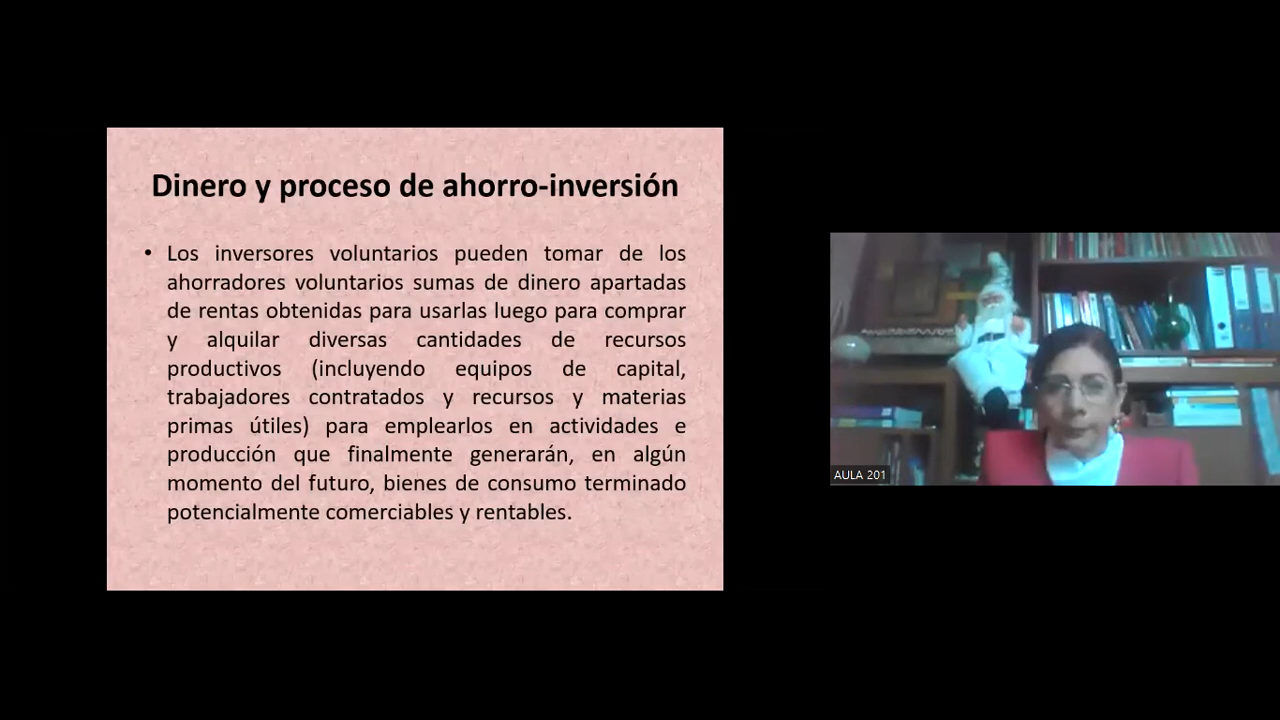 Dinero y proceso de ahorro-inversión
• Los inversores voluntarios pueden tomar de los
ahorradores voluntarios sumas de dinero apartadas
de rentas obtenidas para usarlas luego para comprar
y alquilar diversas cantidades de recursos
productivos (incluyendo equipos de capital,
trabajadores contratados y recursos y materias
primas útiles) para emplearlos en actividades e
producción que finalmente generarán, en algún
momento del futuro, bienes de consumo terminado
potencialmente comerciables y rentables.
AULA 201